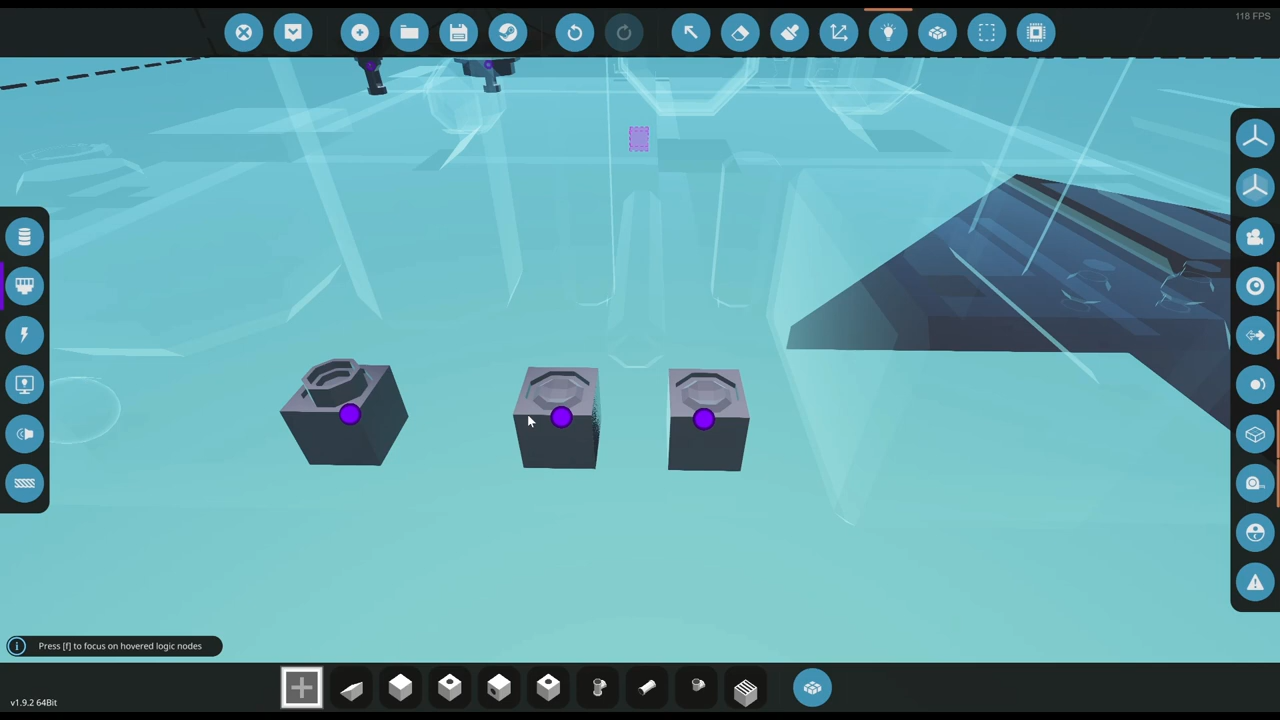 118 FPS
Press [f] to focus on hovered logic nodes
v1.9.2 64Bit